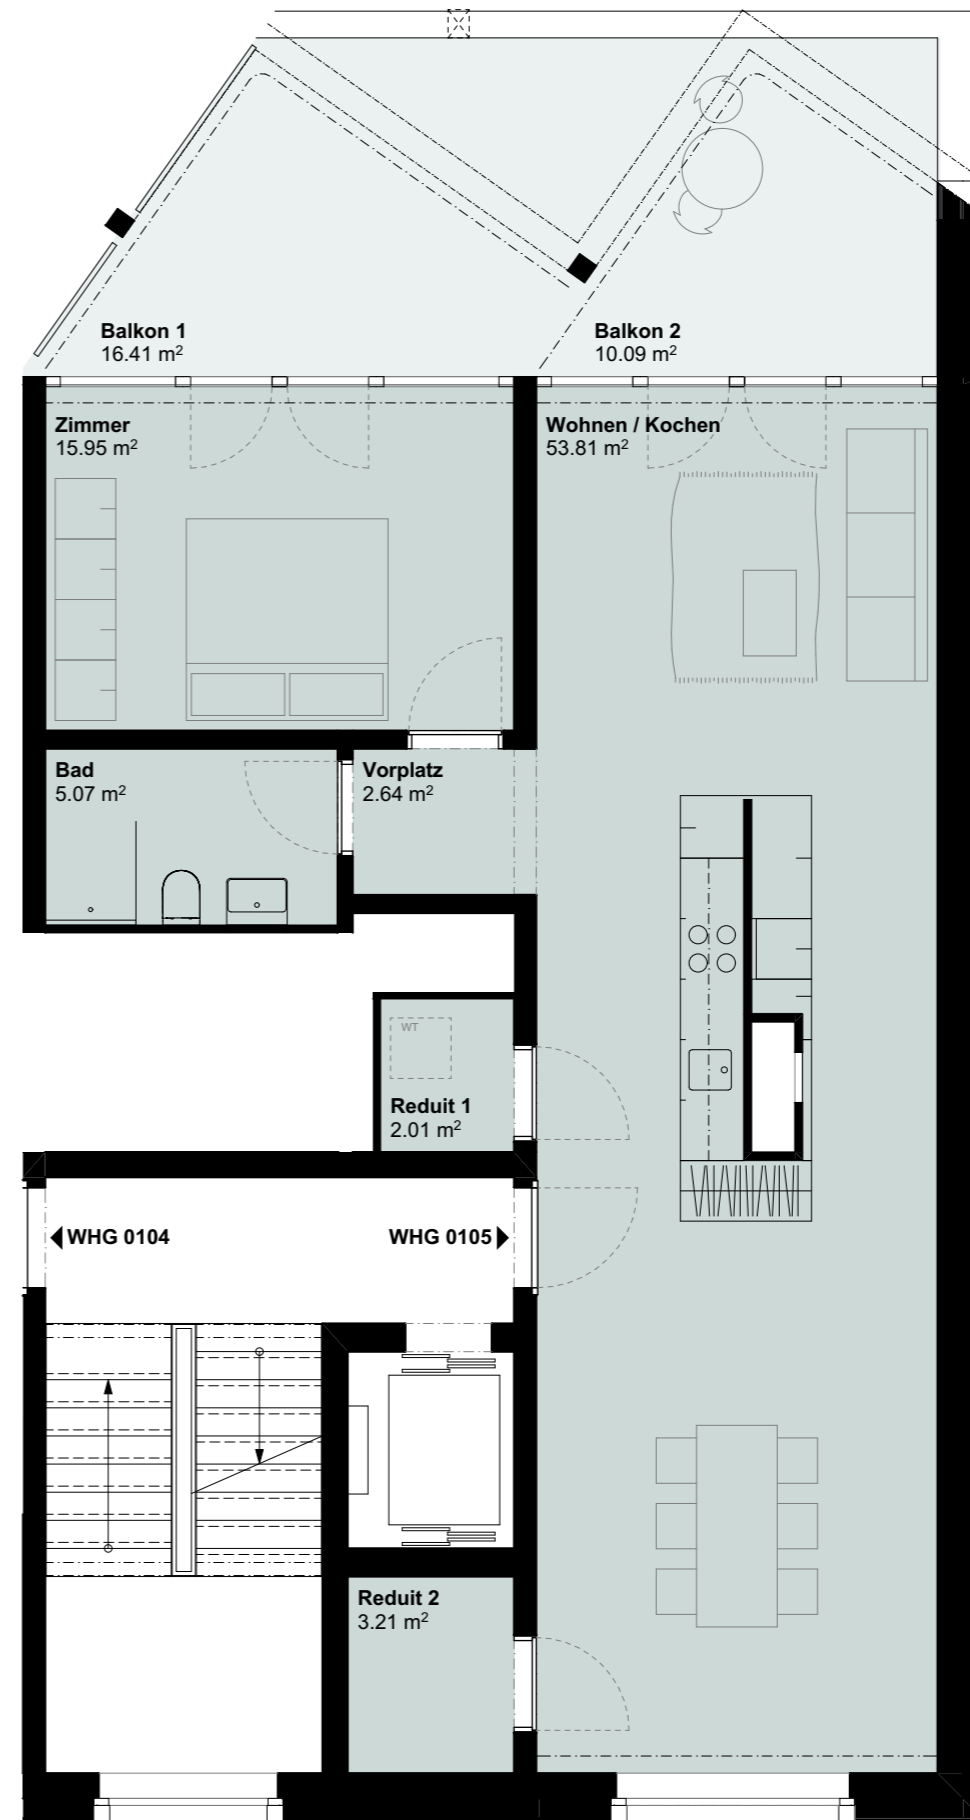 Balkon 1
16.41 m²
Balkon 2
10.09 m²
Zimmer
15.95 m²
Wohnen / Kochen
53.81 m²
Bad
5.07 m²
Vorplatz
2.64 m²
WT
Reduit 1
2.01 m²
WHG 0104
WHG 0105
Reduit 2
3.21 m²